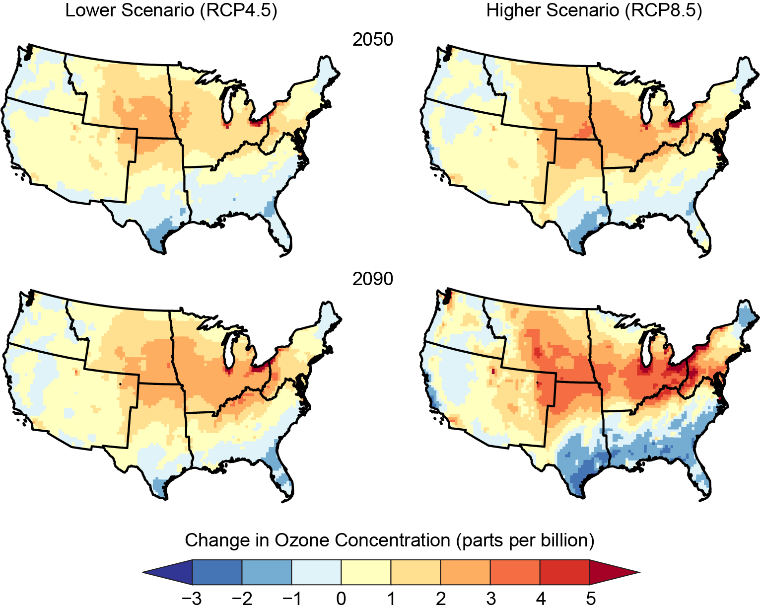 Lower Scenario (RCP4.5)
Higher Scenario (RCP8.5)
2050
2090
Change in Ozone Concentration (parts per billion)
−3 −2 −1 0 1 2 3 4 5